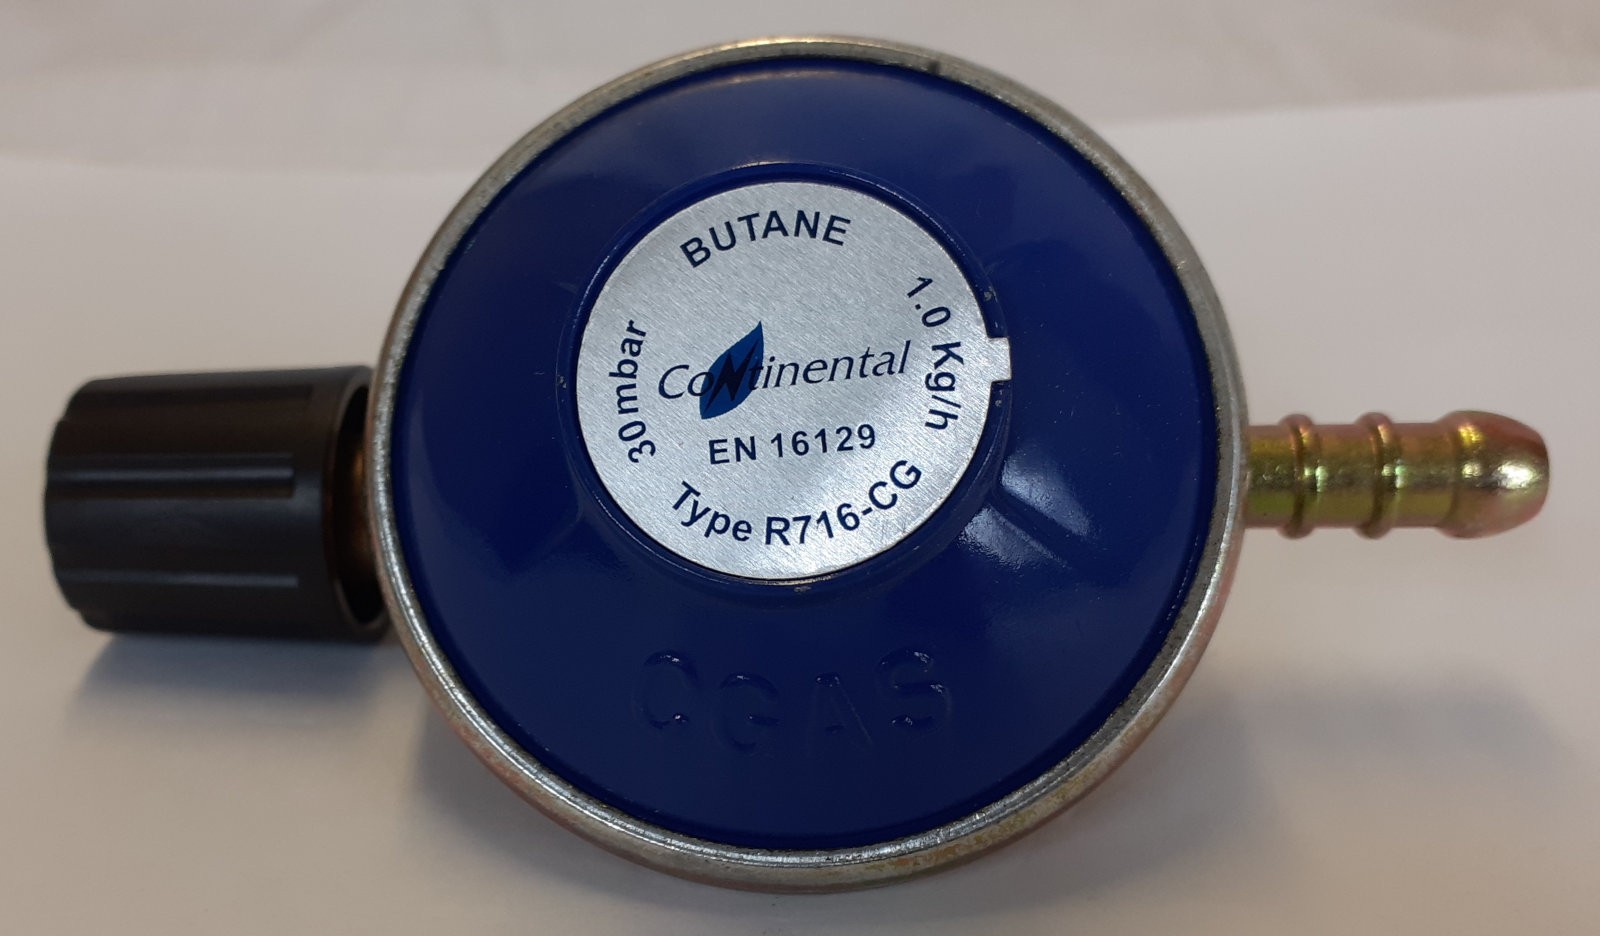 BUTANE
30mbar
1.0 Kg/h
CoNtinental
EN 16129
Type R716-CG
CGAS